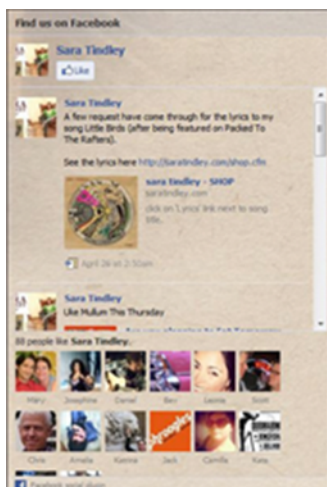 Find us on Facebook
Sara Tindley
Like
Sara Tindley
A few request have come through for the lyrics to my
song Little Birds (after being featured on Packed To
The Rafters).
See the lyrics here http://saratindley.com/shop.cfm
sara tindley - SHOP
saratindley.com
click on 'Lyrics' link next to song
title.
April 26 at 2:50am
Sara Tindley
Like Mullum This Thursday
88 people like Sara Tindley.
Mary Josephine Daniel Bev Leonie Scott
Chris Amelia Karina Jack Camilla Kate
Facebook social plugin